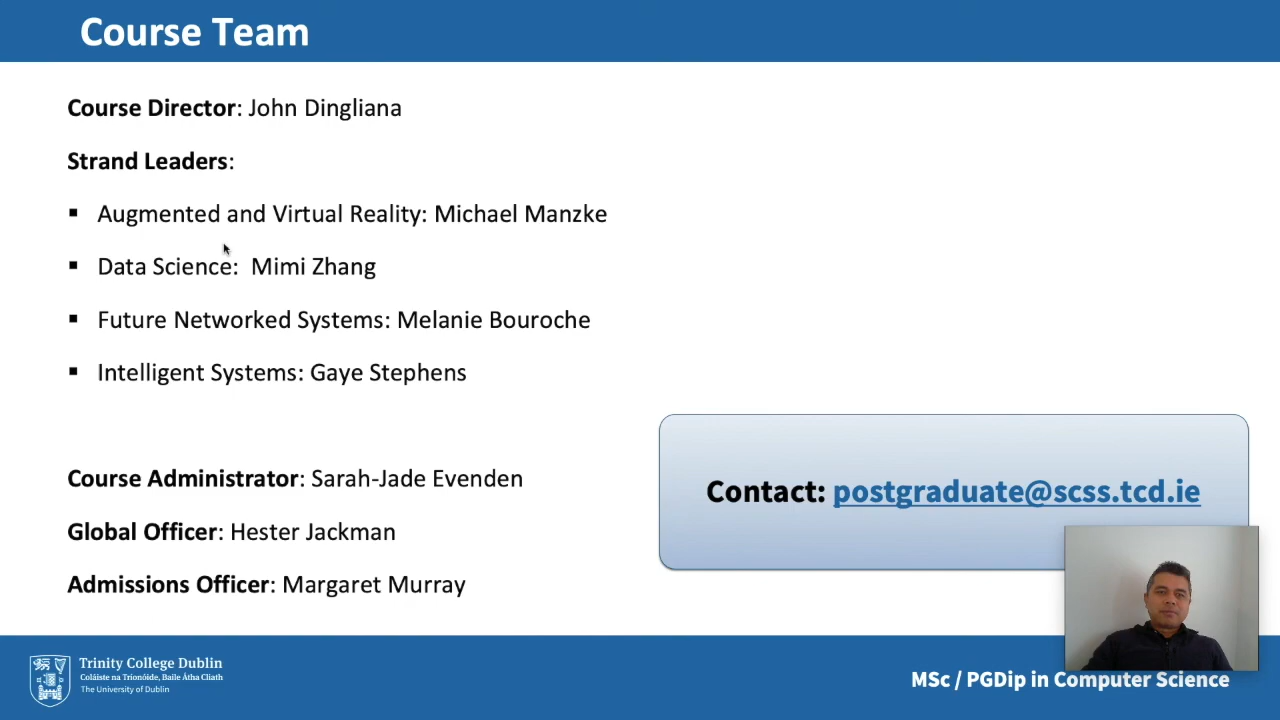 Course Team
Course Director: John Dingliana
Strand Leaders:
▪ Augmented and Virtual Reality: Michael Manzke
▪ Data Science:  Mimi Zhang
▪ Future Networked Systems: Melanie Bouroche
▪ Intelligent Systems: Gaye Stephens
Course Administrator: Sarah-Jade Evenden
Global Officer: Hester Jackman
Admissions Officer: Margaret Murray
Contact: postgraduate@scss.tcd.ie
Trinity College Dublin
Coláiste na Tríonóide, Baile Átha Cliath
The University of Dublin
MSc / PGDip in Computer Science